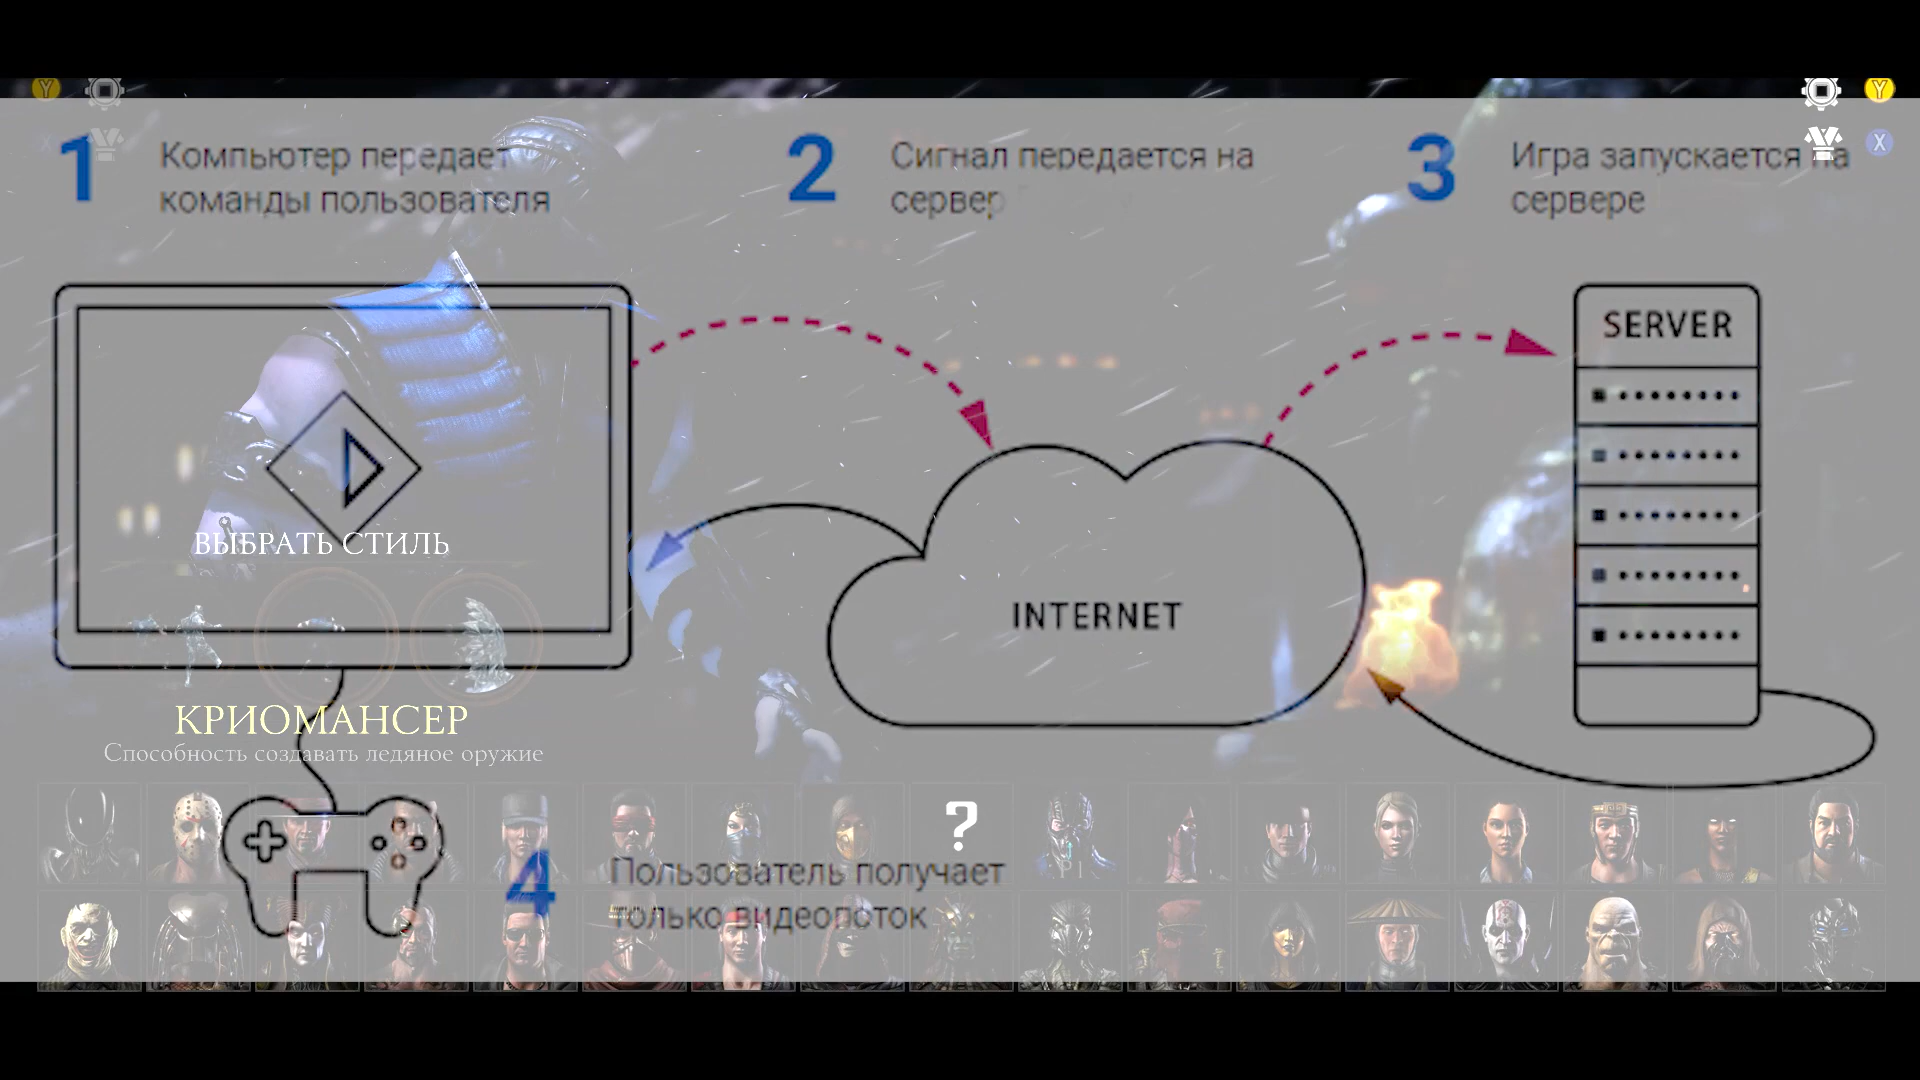 Y
Y
X
X
1
Компьютер передает
команды пользователя
2
Сигнал передается на
сервер
3
Игра запускается на
сервере
SERVER
INTERNET
ВЫБРАТЬ СТИЛЬ
КРИОМАНСЕР
Способность создавать ледяное оружие
?
4
Пользователь получает
только видеопоток